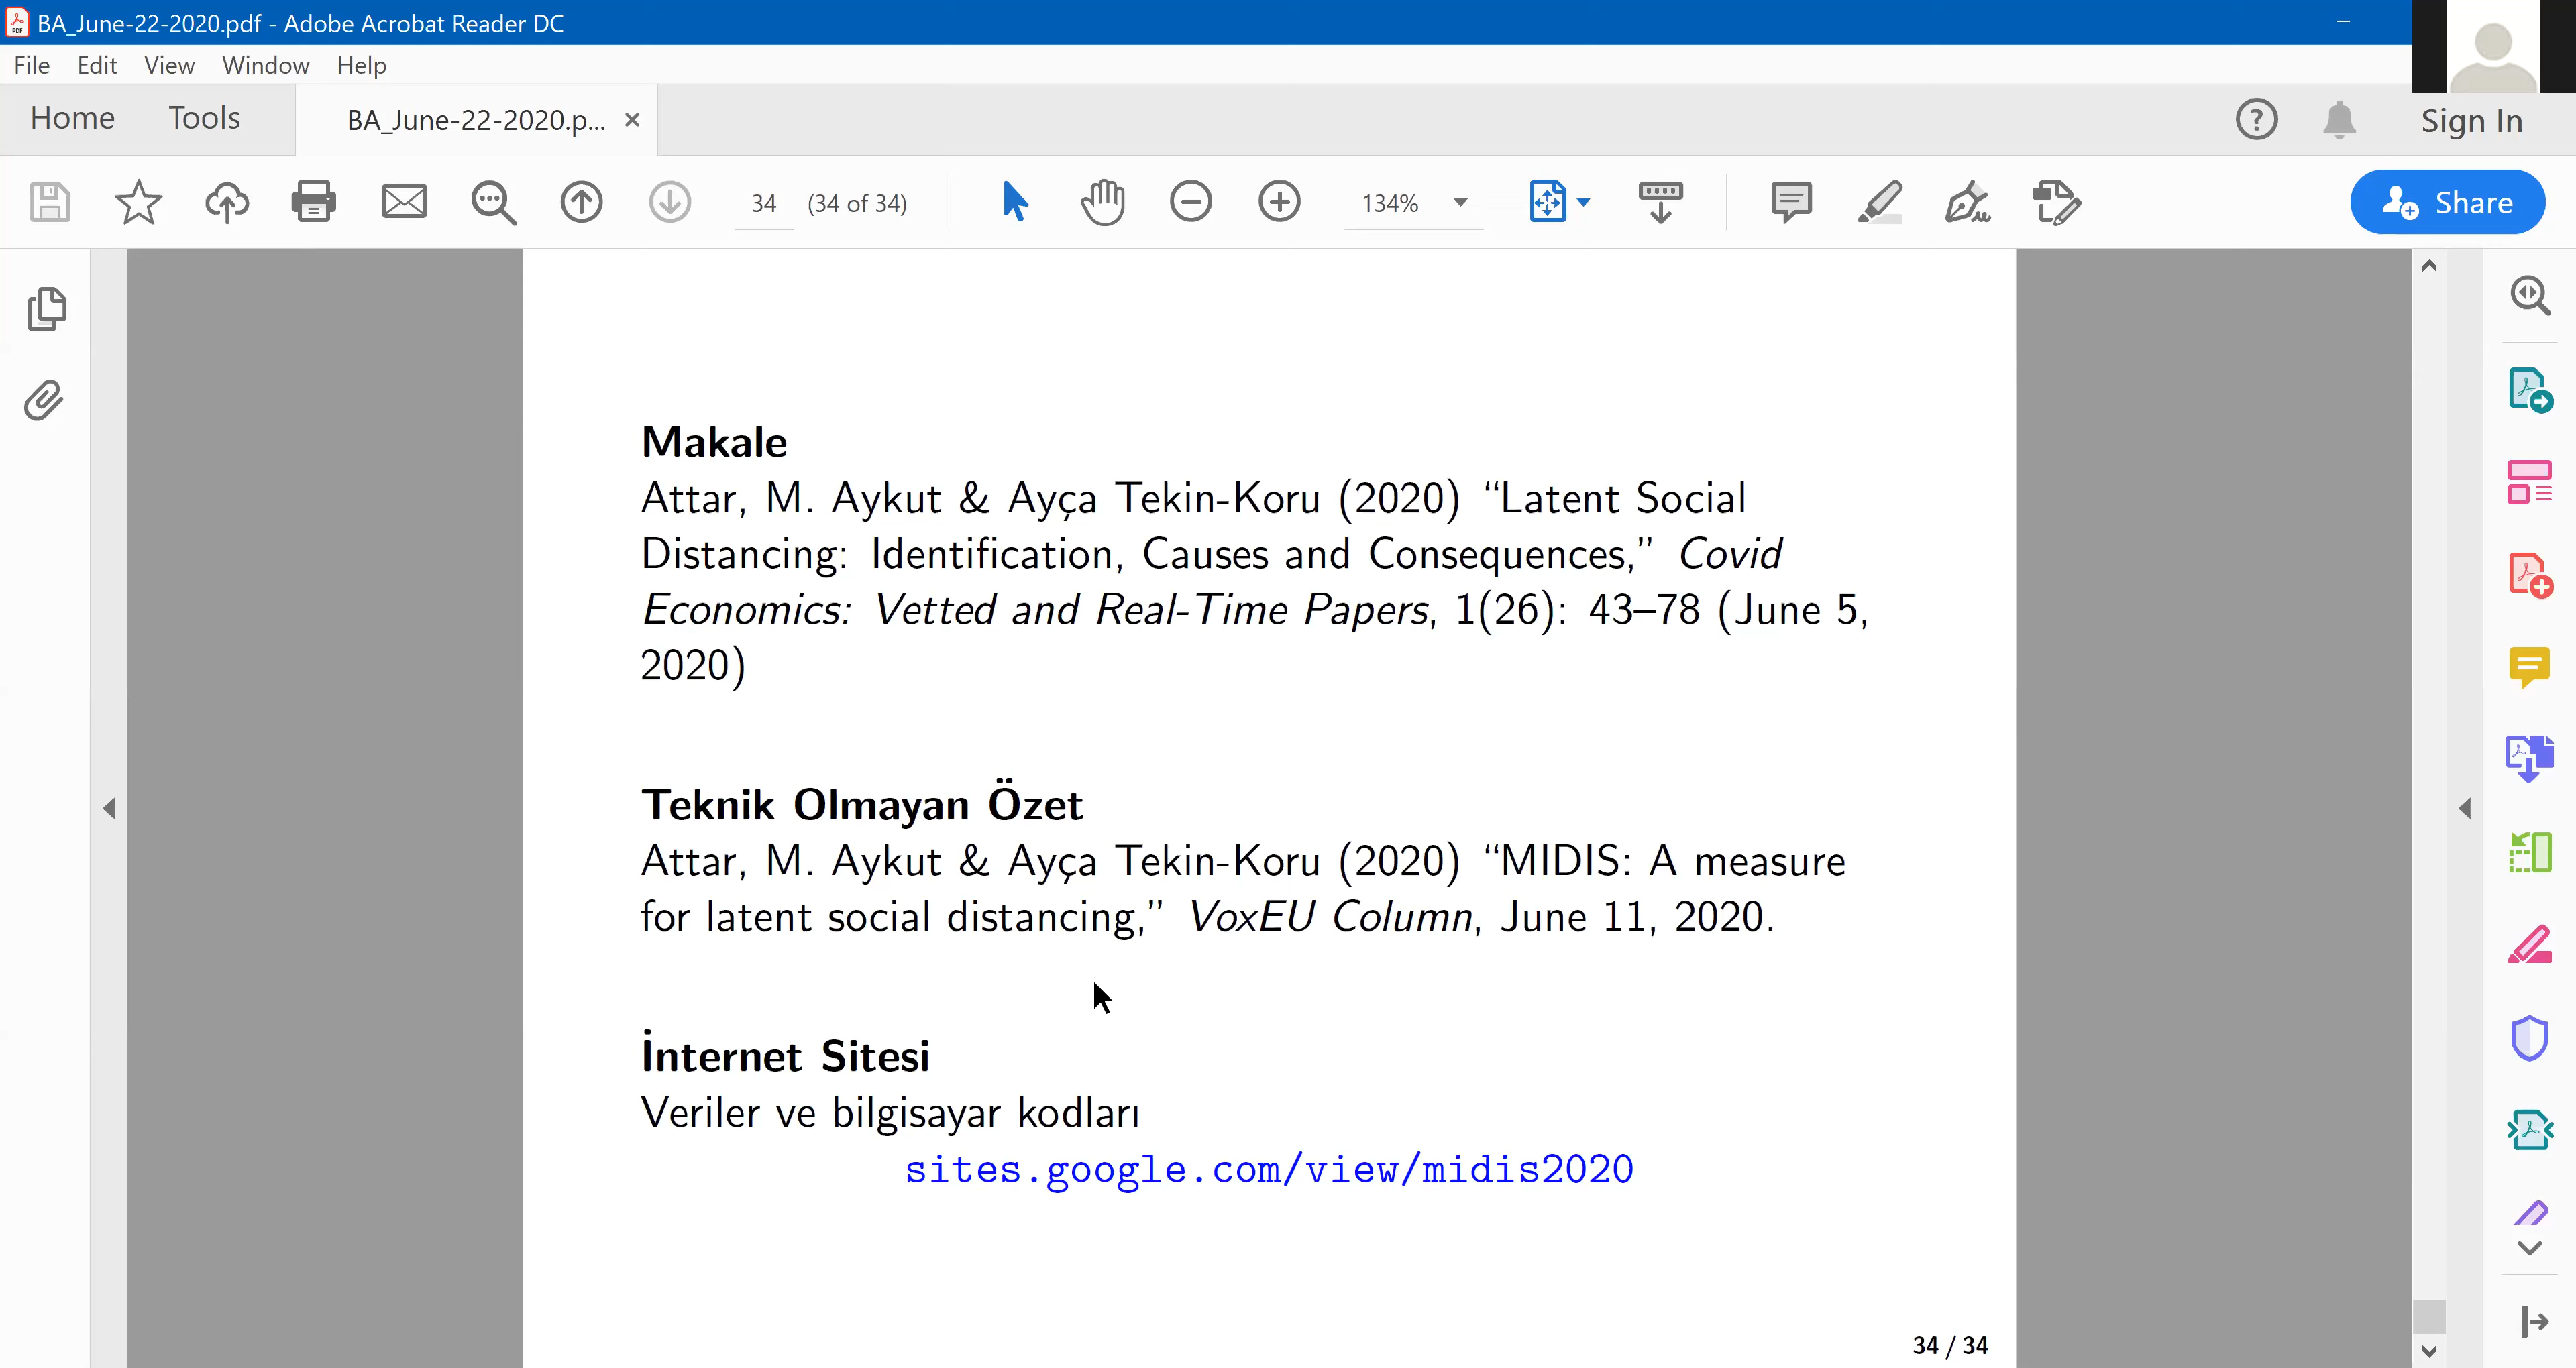 BA_June-22-2020.pdf - Adobe Acrobat Reader DC
File Edit View Window Help
Home Tools BA_June-22-2020.p... × Sign In
34 (34 of 34) 134% Share
Makale
Attar, M. Aykut & Ayça Tekin-Koru (2020) “Latent Social
Distancing: Identification, Causes and Consequences,” Covid
Economics: Vetted and Real-Time Papers, 1(26): 43–78 (June 5,
2020)
Teknik Olmayan Özet
Attar, M. Aykut & Ayça Tekin-Koru (2020) “MIDIS: A measure
for latent social distancing,” VoxEU Column, June 11, 2020.
İnternet Sitesi
Veriler ve bilgisayar kodları
sites.google.com/view/midis2020
34 / 34